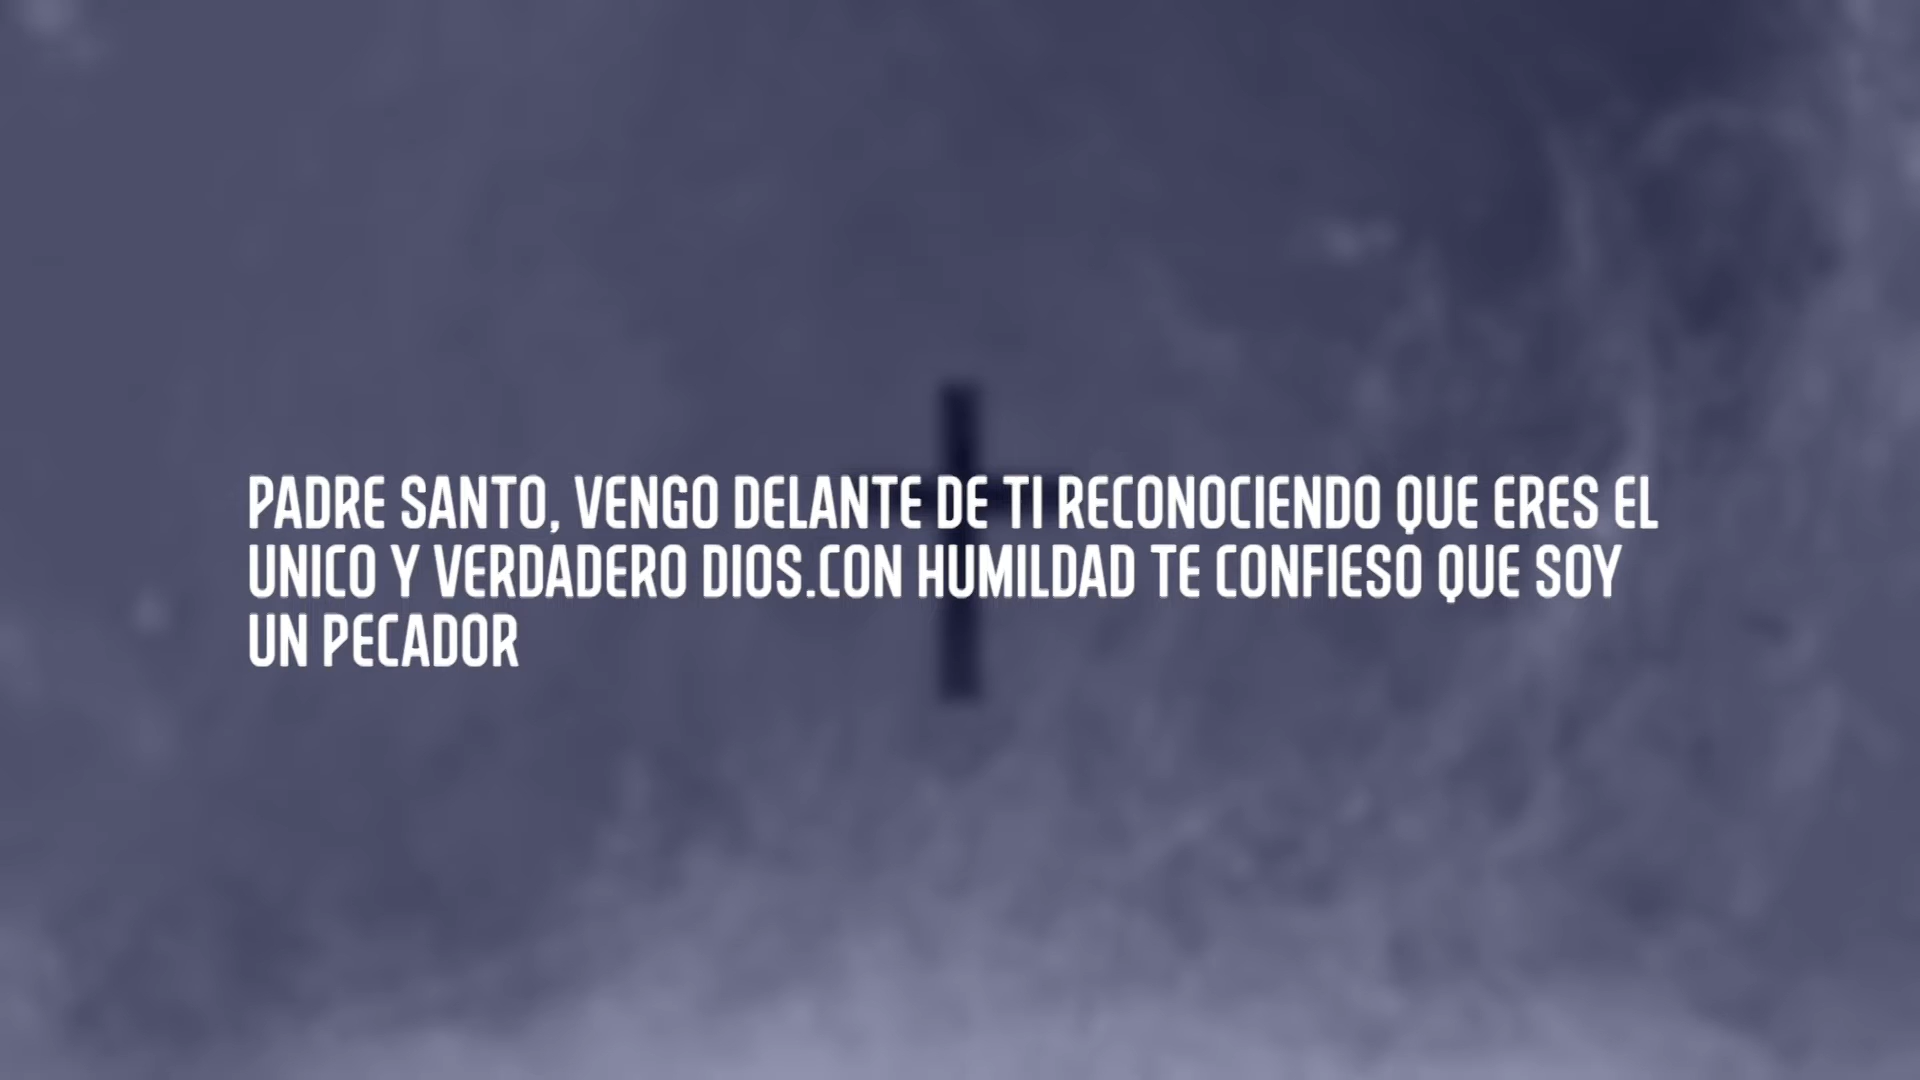 PADRE SANTO, VENGO DELANTE DE TI RECONOCIENDO QUE ERES EL
UNICO Y VERDADERO DIOS.CON HUMILDAD TE CONFIESO QUE SOY
UN PECADOR